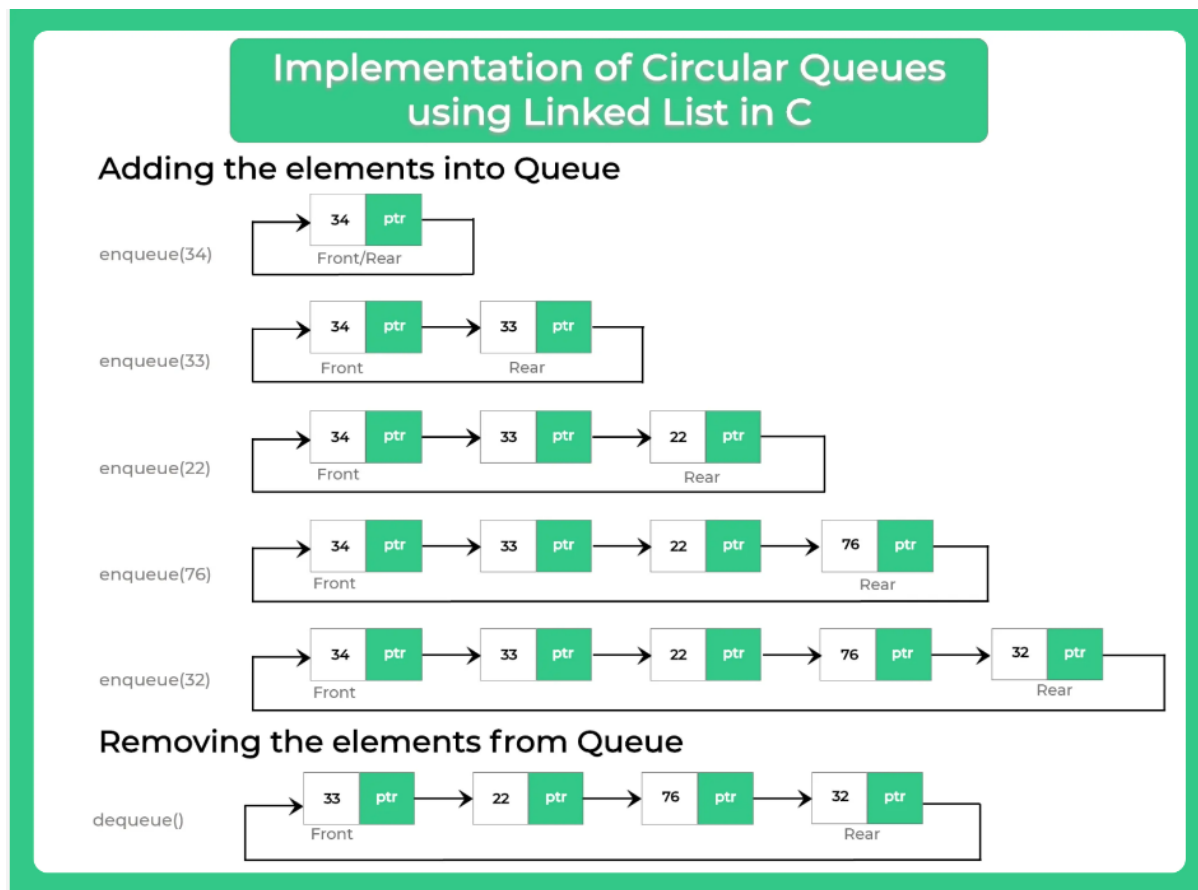 Implementation of Circular Queues
using Linked List in C
Adding the elements into Queue
34 ptr
enqueue(34)
Front/Rear
34 ptr 33 ptr
enqueue(33)
Front Rear
34 ptr 33 ptr 22 ptr
enqueue(22)
Front Rear
34 ptr 33 ptr 22 ptr 76 ptr
enqueue(76)
Front Rear
34 ptr 33 ptr 22 ptr 76 ptr 32 ptr
enqueue(32)
Front Rear
Removing the elements from Queue
33 ptr 22 ptr 76 ptr 32 ptr
dequeue()
Front Rear